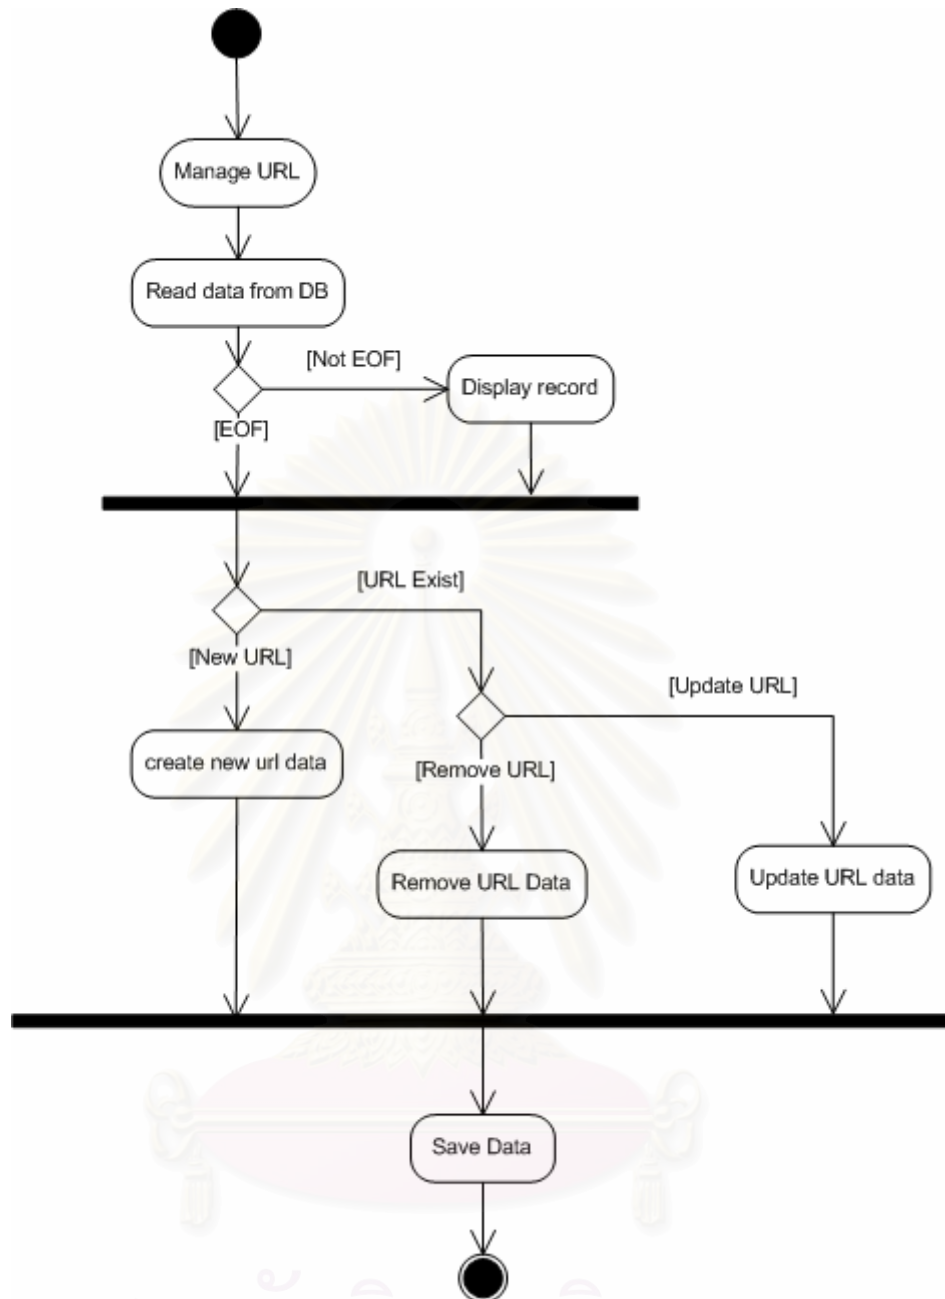 Manage URL
Read data from DB
[Not EOF]
Display record
[EOF]
[URL Exist]
[New URL]
[Update URL]
create new url data
[Remove URL]
Remove URL Data
Update URL data
Save Data